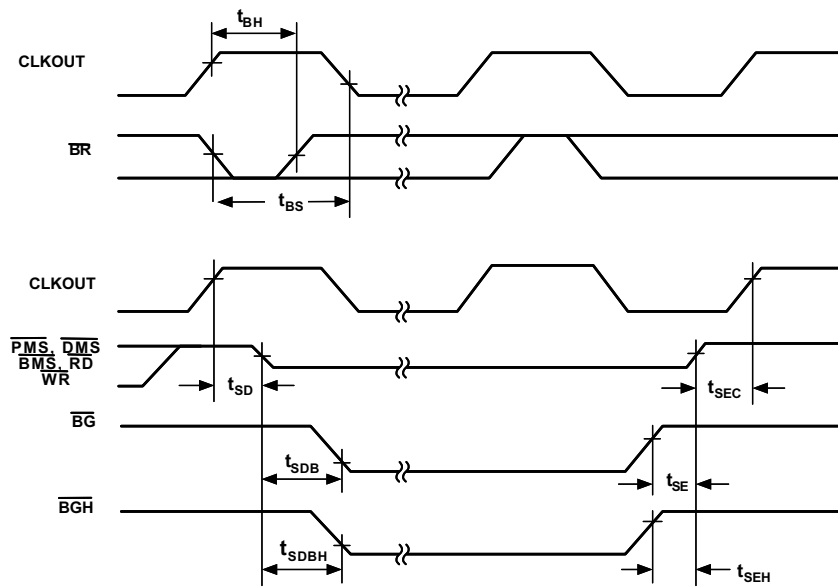 tBH
CLKOUT
BR
tBS
CLKOUT
PMS, DMS
BMS, RD
WR
tSD
tSEC
BG
tSDB
tSE
BGH
tSDBH
tSEH